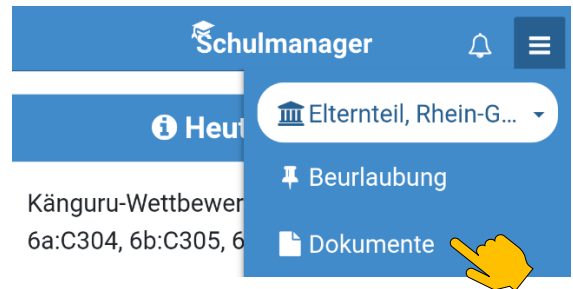 Schulmanager
Heut
Elternteil, Rhein-G...
Beurlaubung
Känguru-Wettbewer
6a:C304, 6b:C305, 6
Dokumente